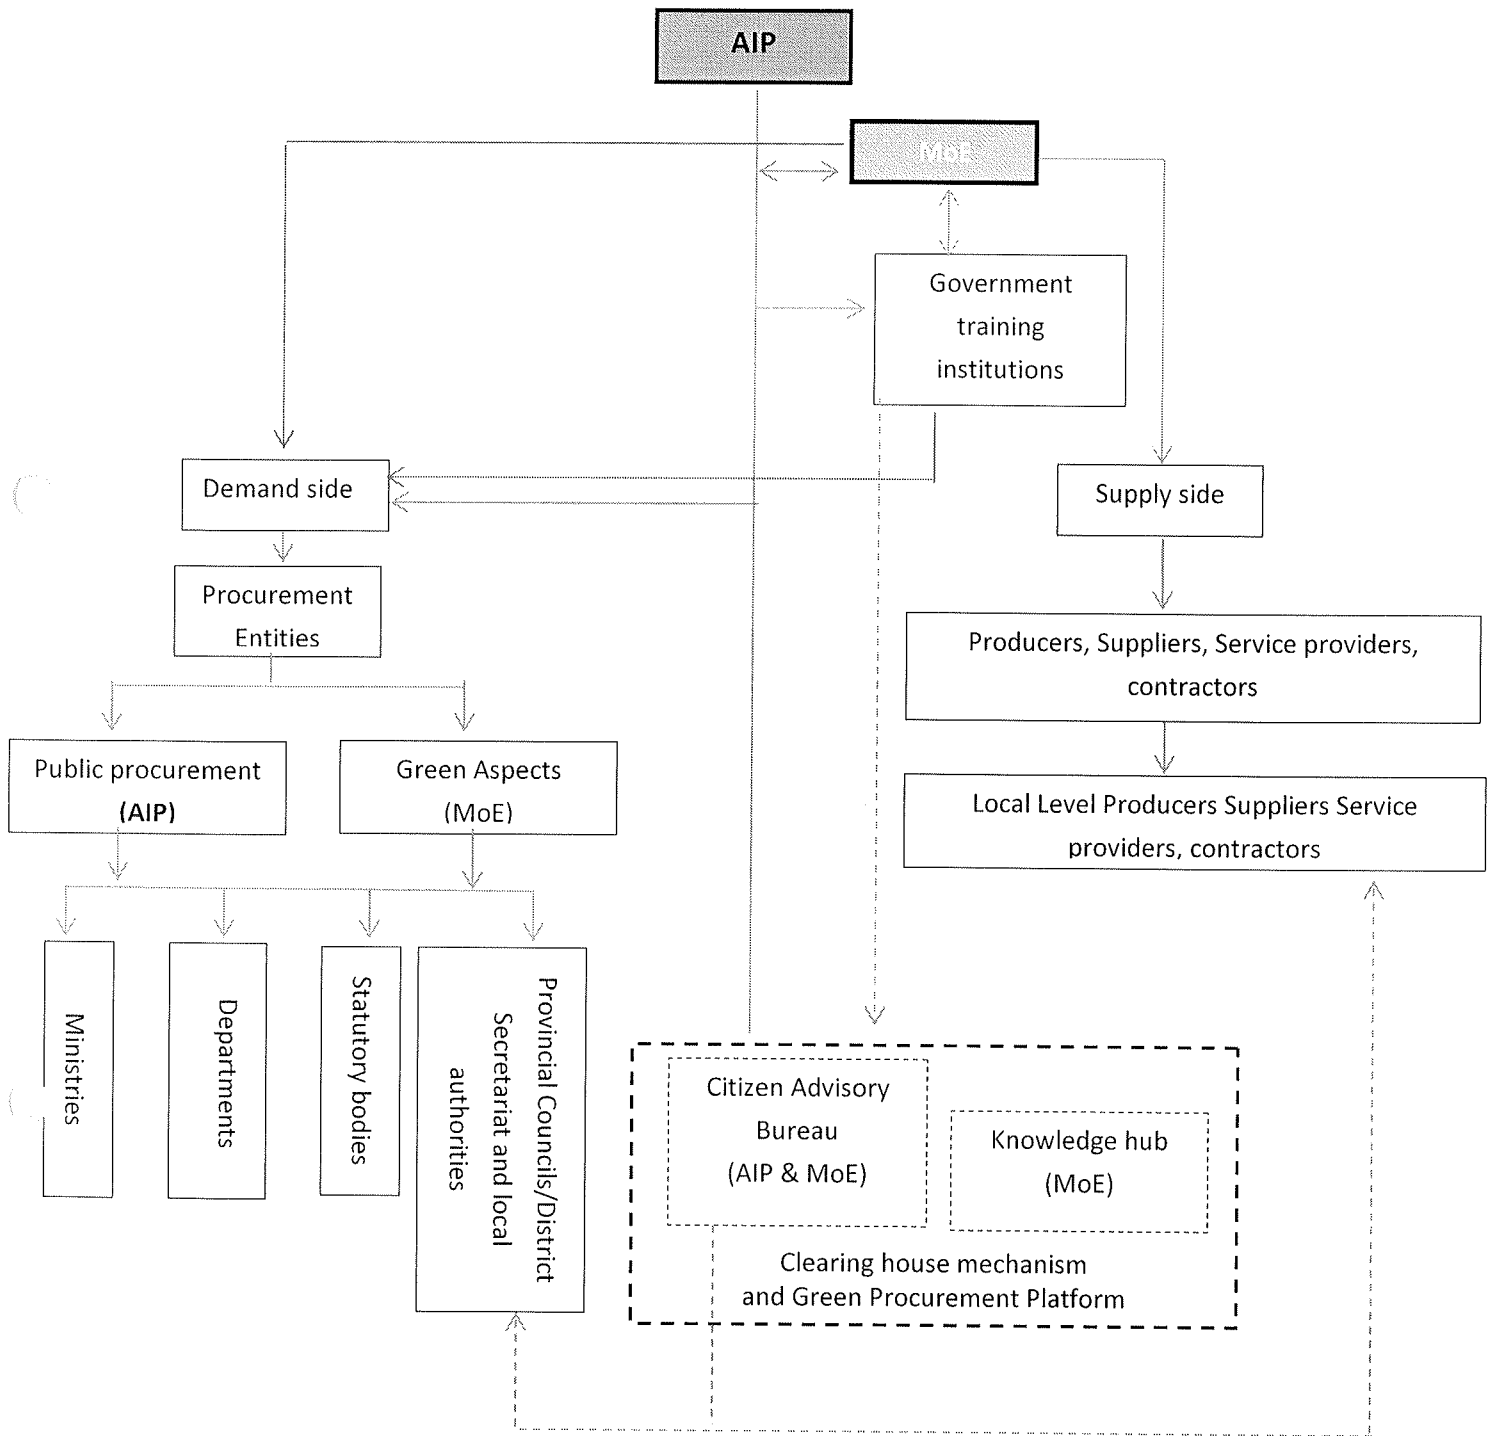 AIP
MoE
Government
training
institutions
Demand side
Supply side
Procurement
Entities
Producers, Suppliers, Service providers,
contractors
Public procurement
(AIP)
Green Aspects
(MoE)
Local Level Producers Suppliers Service
providers, contractors
Ministries
Departments
Statutory bodies
Provincial Councils/District
Secretariat and local
authorities
Citizen Advisory
Bureau
(AIP & MoE)
Knowledge hub
(MoE)
Clearing house mechanism
and Green Procurement Platform